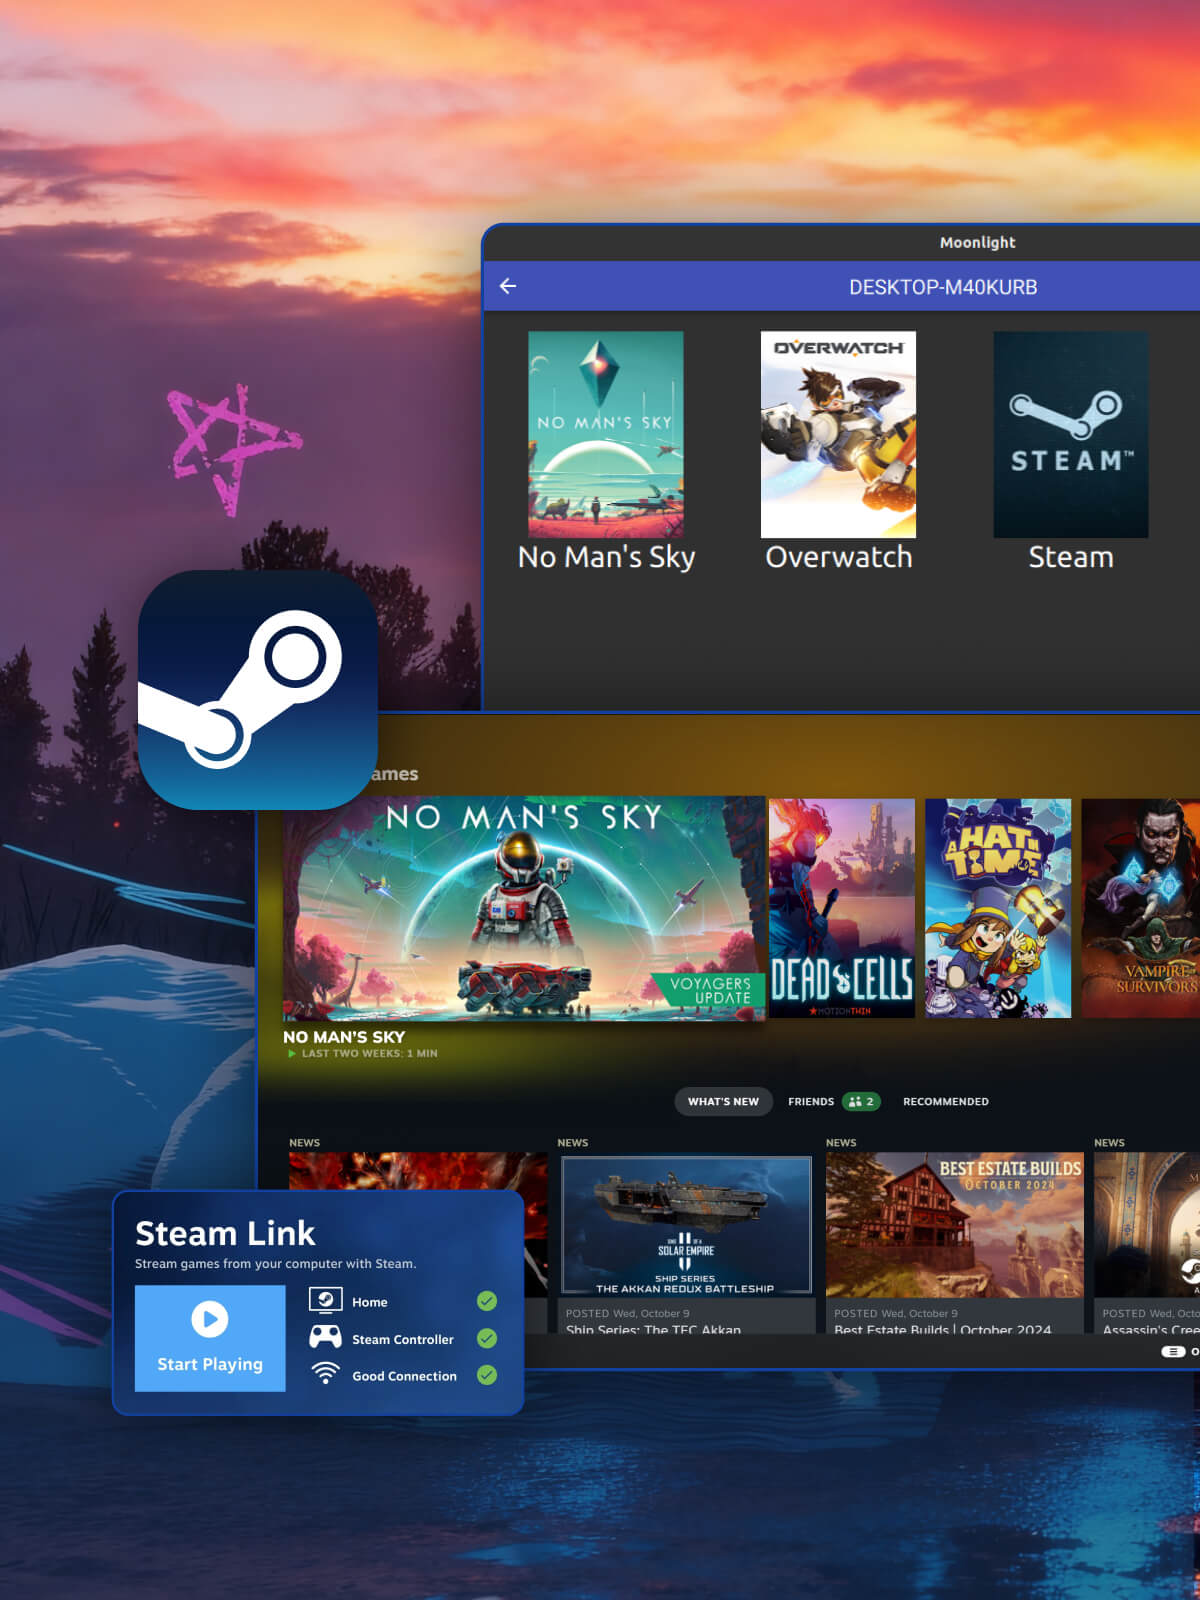 Moonlight
DESKTOP-M40KURB
NO MAN'S SKY
OVERWATCH
STEAM™
No Man's Sky
Overwatch
Steam
ames
NO MAN'S SKY
VOYAGERS
UPDATE
DEAD CELLS
MOTIONTWIN
A HAT IN TIME
VAMPIRE
SURVIVORS
NO MAN'S SKY
LAST TWO WEEKS: 1 MIN
WHAT'S NEW
FRIENDS
2
RECOMMENDED
NEWS
NEWS
NEWS
NEWS
SINS OF A
SOLAR EMPIRE
II
SHIP SERIES
THE AKKAN REDUX BATTLESHIP
BEST ESTATE BUILDS
OCTOBER 2024
POSTED Wed, October 9
Ship Series: The TEC Akkan
POSTED Wed, October 9
Best Estate Builds | October 2024
POSTED Wed, Octo
Assassin's Cree
Steam Link
Stream games from your computer with Steam.
Start Playing
Home
Steam Controller
Good Connection